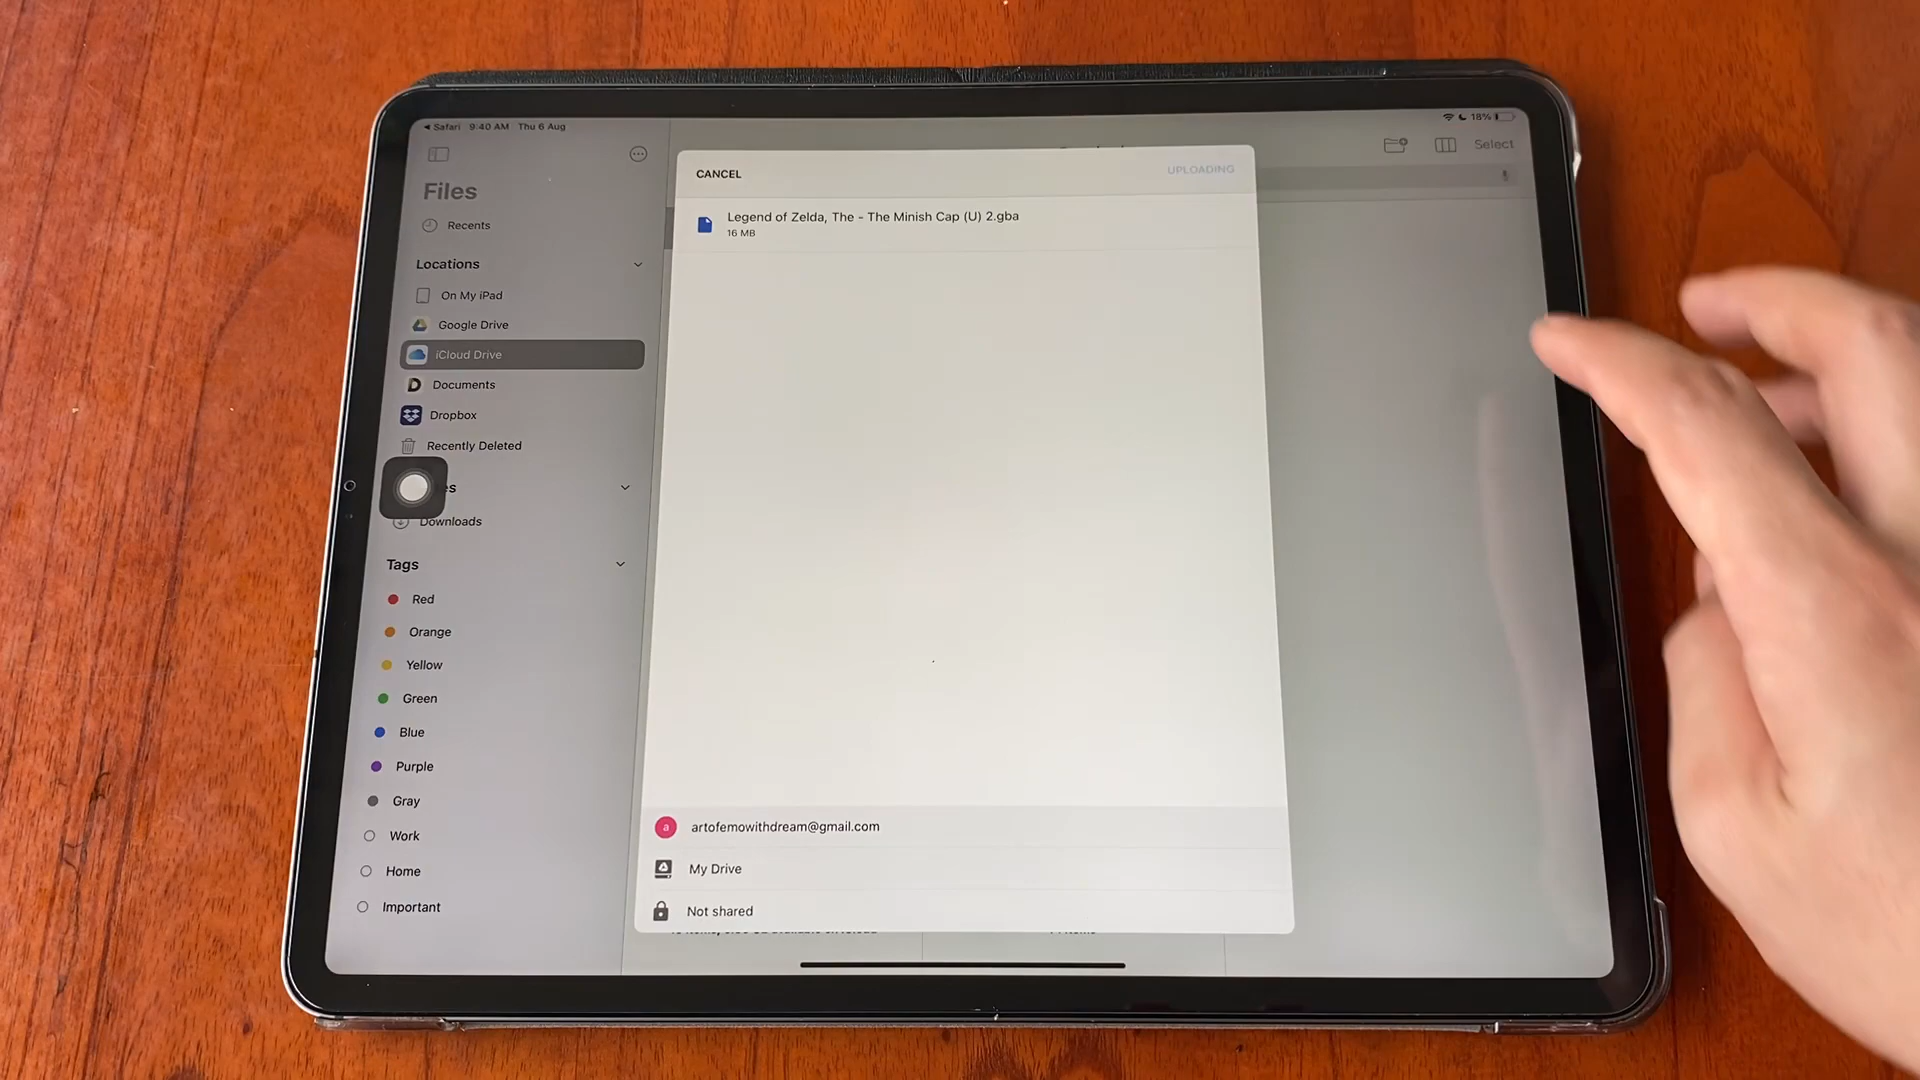 Safari 9:40 AM Thu 6 Aug
18%
Select
Files
Recents
Locations
On My iPad
Google Drive
iCloud Drive
Documents
Dropbox
Recently Deleted
Downloads
Tags
Red
Orange
Yellow
Green
Blue
Purple
Gray
Work
Home
Important
CANCEL
UPLOADING
Legend of Zelda, The - The Minish Cap (U) 2.gba
16 MB
a
artofemowithdream@gmail.com
My Drive
Not shared